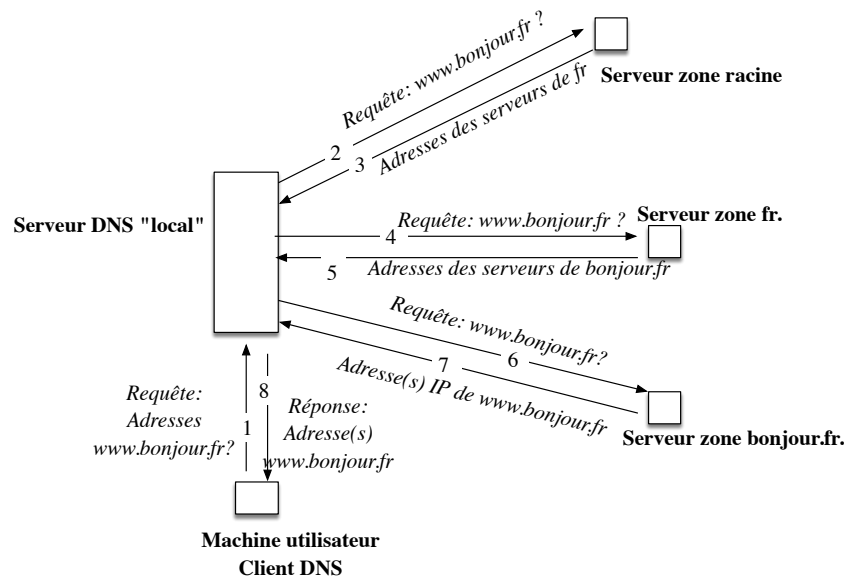 Requête: www.bonjour.fr ?
Serveur zone racine
2
3
Adresses des serveurs de fr
Serveur DNS "local"
Requête: www.bonjour.fr ?
Serveur zone fr.
4
5
Adresses des serveurs de bonjour.fr
Requête: www.bonjour.fr?
6
7
Adresse(s) IP de www.bonjour.fr
Serveur zone bonjour.fr.
Requête:
Adresses
www.bonjour.fr?
1
8
Réponse:
Adresse(s)
www.bonjour.fr
Machine utilisateur
Client DNS